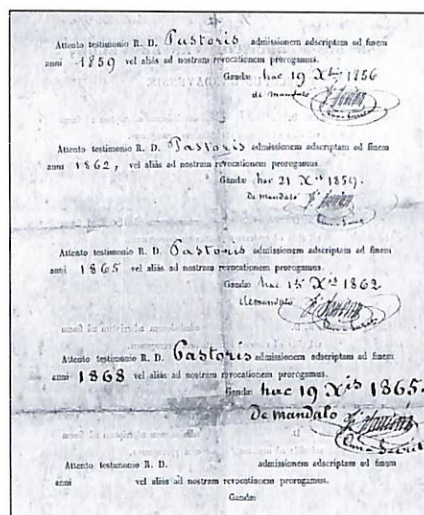 Attento testimonio R. D. Pastoris admissionem adscriptam ad finem
anni 1859 vel aliàs ad nostram revocationem prorogamus.
Gandæ hac 19 Xbris 1856
de mandato
Attento testimonio R. D. Pastoris admissionem adscriptam ad finem
anni 1862, vel aliàs ad nostram revocationem prorogamus.
Gandæ hac 21 Xis 1859.
De mandato
Attento testimonio R. D. Pastoris admissionem adscriptam ad finem
anni 1865 vel aliàs ad nostram revocationem prorogamus.
Gandæ hac 15 Xis 1862
de mandato
Attento testimonio R. D. Pastoris admissionem adscriptam ad finem
anni 1868 vel aliàs ad nostram revocationem prorogamus.
Gandæ hac 19 Xis 1865.
De mandato
Attento testimonio R. D. admissionem adscriptam ad finem
anni vel aliàs ad nostram revocationem prorogamus.
Gandæ